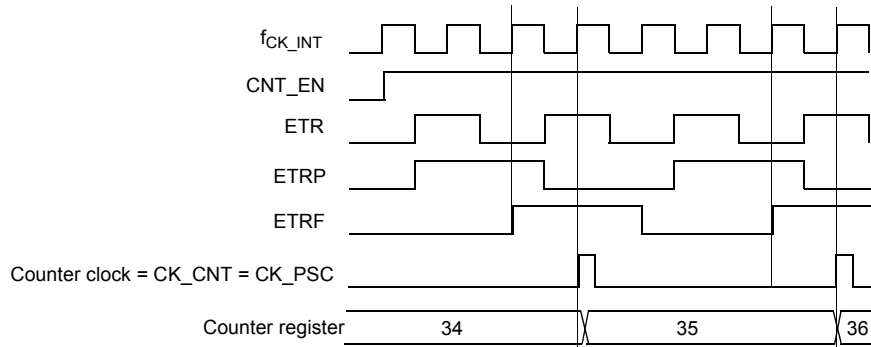 fCK_INT
CNT_EN
ETR
ETRP
ETRF
Counter clock = CK_CNT = CK_PSC
Counter register 34 35 36